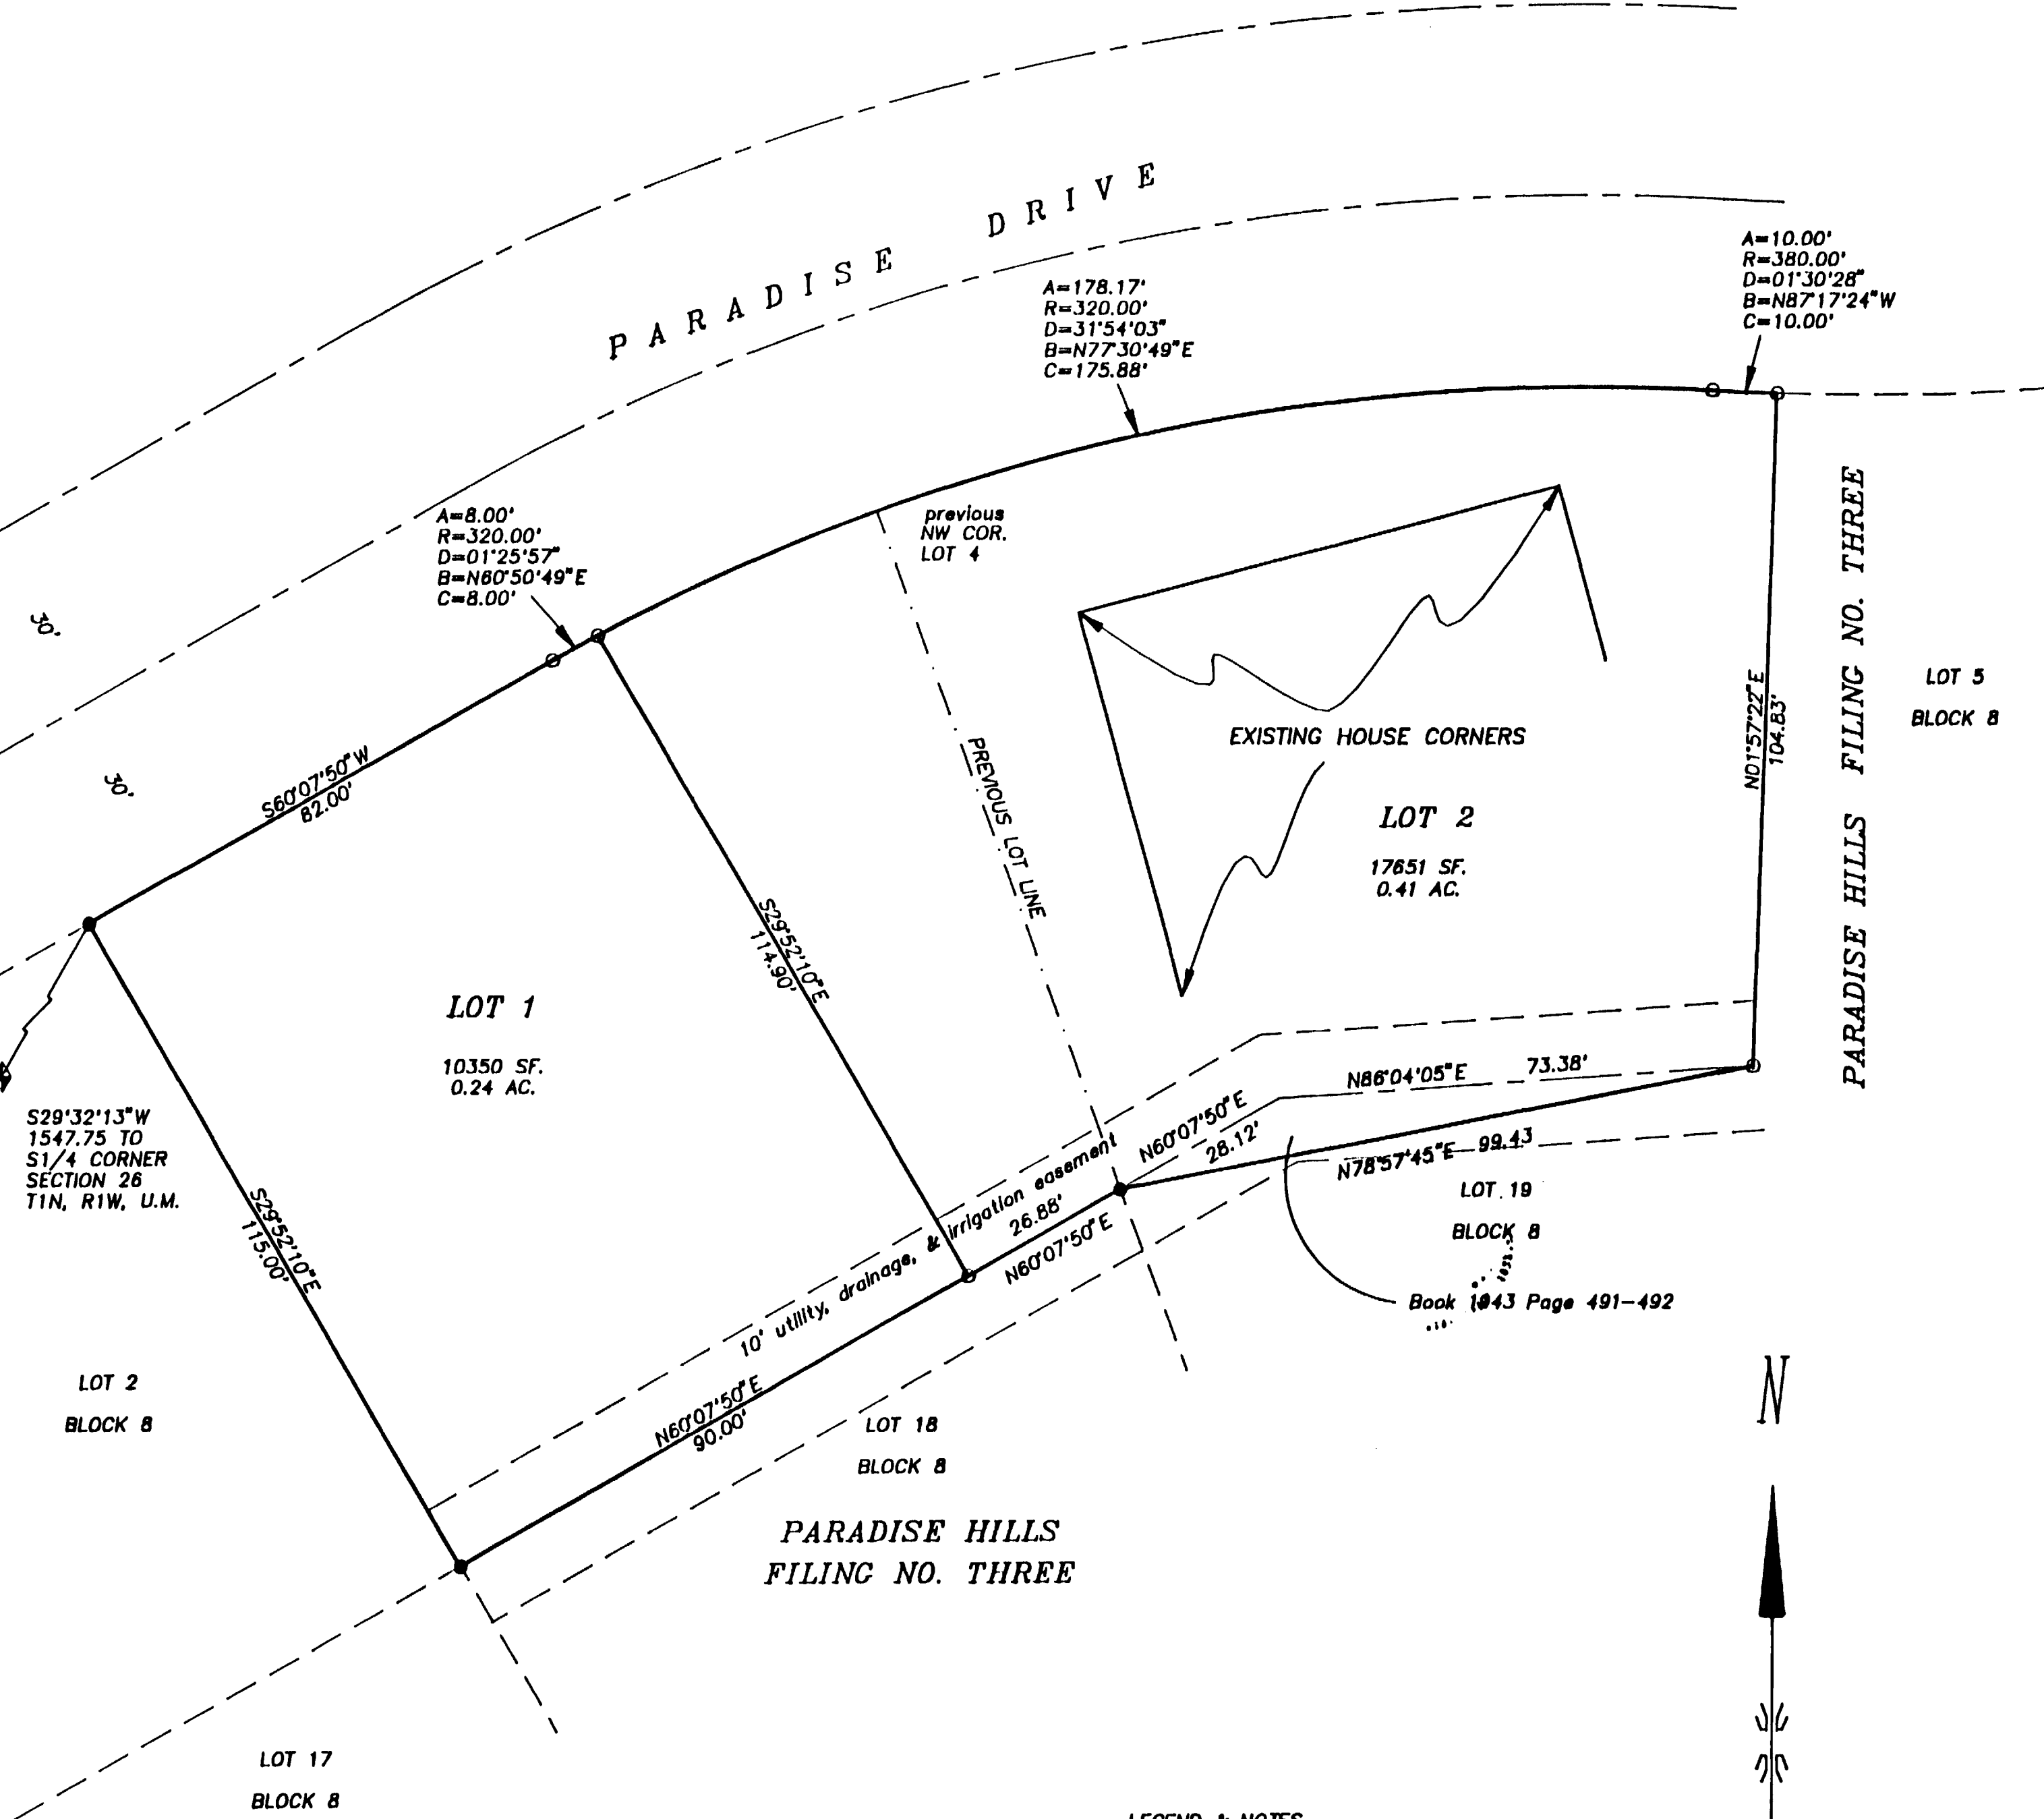 PARADISE DRIVE
A=10.00'
R=380.00'
D=01°30'28"
B=N87°17'24"W
C=10.00'
A=178.17'
R=320.00'
D=31°54'03"
B=N77°30'49"E
C=175.88'
A=8.00'
R=320.00'
D=01°25'57"
B=N60°50'49"E
C=8.00'
previous
NW COR.
LOT 4
30'
30'
S60°07'50"W
82.00'
PREVIOUS LOT LINE
EXISTING HOUSE CORNERS
LOT 2
17651 SF.
0.41 AC.
N01°57'22"E
104.83'
PARADISE HILLS FILING NO. THREE
LOT 5
BLOCK 8
S29°52'10"E
114.90'
LOT 1
10350 SF.
0.24 AC.
S29°32'13"W
1547.75 TO
S1/4 CORNER
SECTION 26
T1N, R1W, U.M.
S29°52'10"E
115.00'
N86°04'05"E 73.38'
N60°07'50"E
28.12'
N78°57'45"E 99.43
10' utility, drainage, & irrigation easement
26.88'
N60°07'50"E
LOT 19
BLOCK 8
Book 1043 Page 491-492
N60°07'50"E
90.00'
LOT 2
BLOCK 8
LOT 18
BLOCK 8
PARADISE HILLS
FILING NO. THREE
N
LOT 17
BLOCK 8
LEGEND & NOTES